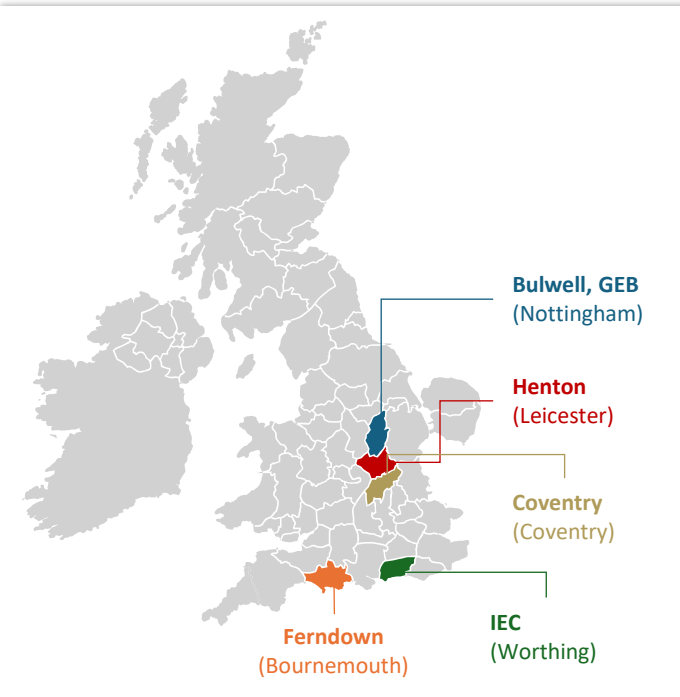 Bulwell, GEB
(Nottingham)
Henton
(Leicester)
Coventry
(Coventry)
IEC
(Worthing)
Ferndown
(Bournemouth)